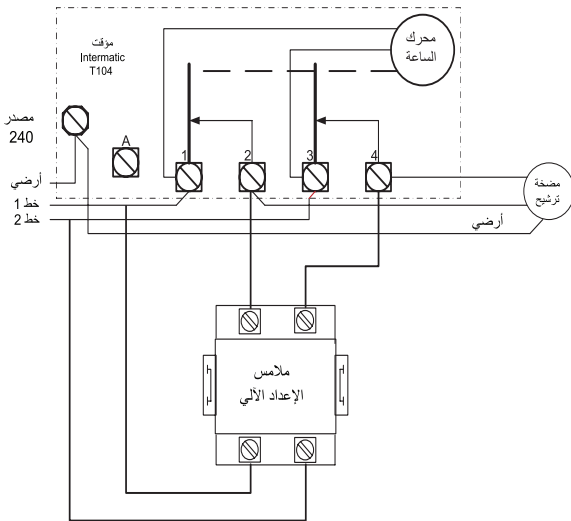 مؤقت
Intermatic
T104
محرك
الساعة
مصدر
240
A
1
2
3
4
أرضي
خط 1
خط 2
مضخة
ترشيح
أرضي
ملامس
الإعداد الآلي